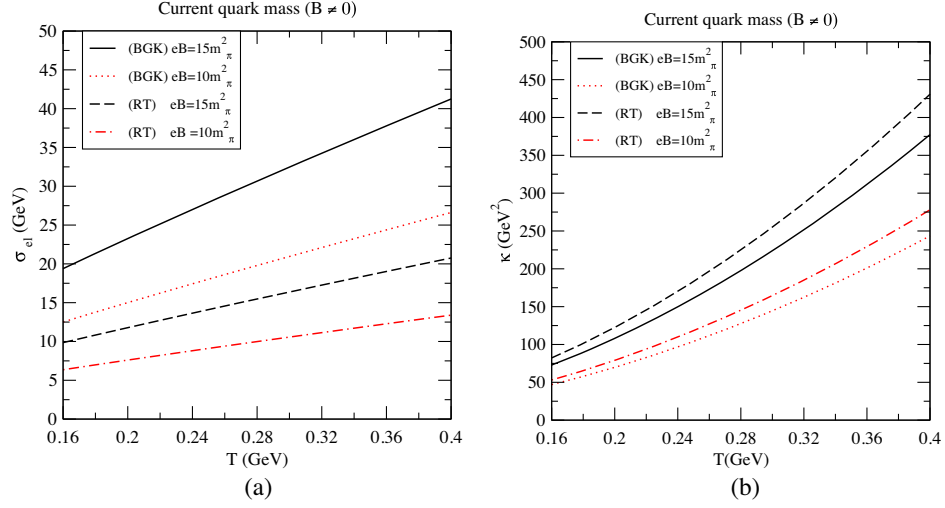 Current quark mass (B ≠ 0)
50
45
40
35
30
25
20
15
10
5
0
σ el (GeV)
(BGK) eB=15m²π
(BGK) eB=10m²π
(RT) eB=15m²π
(RT) eB =10m²π
0.16 0.2 0.24 0.28 0.32 0.36 0.4
T (GeV)
(a)
Current quark mass (B ≠ 0)
500
450
400
350
300
250
200
150
100
50
0
κ (GeV²)
(BGK) eB=15m²π
(BGK) eB=10m²π
(RT) eB=15m²π
(RT) eB=10m²π
0.16 0.2 0.24 0.28 0.32 0.36 0.4
T(GeV)
(b)